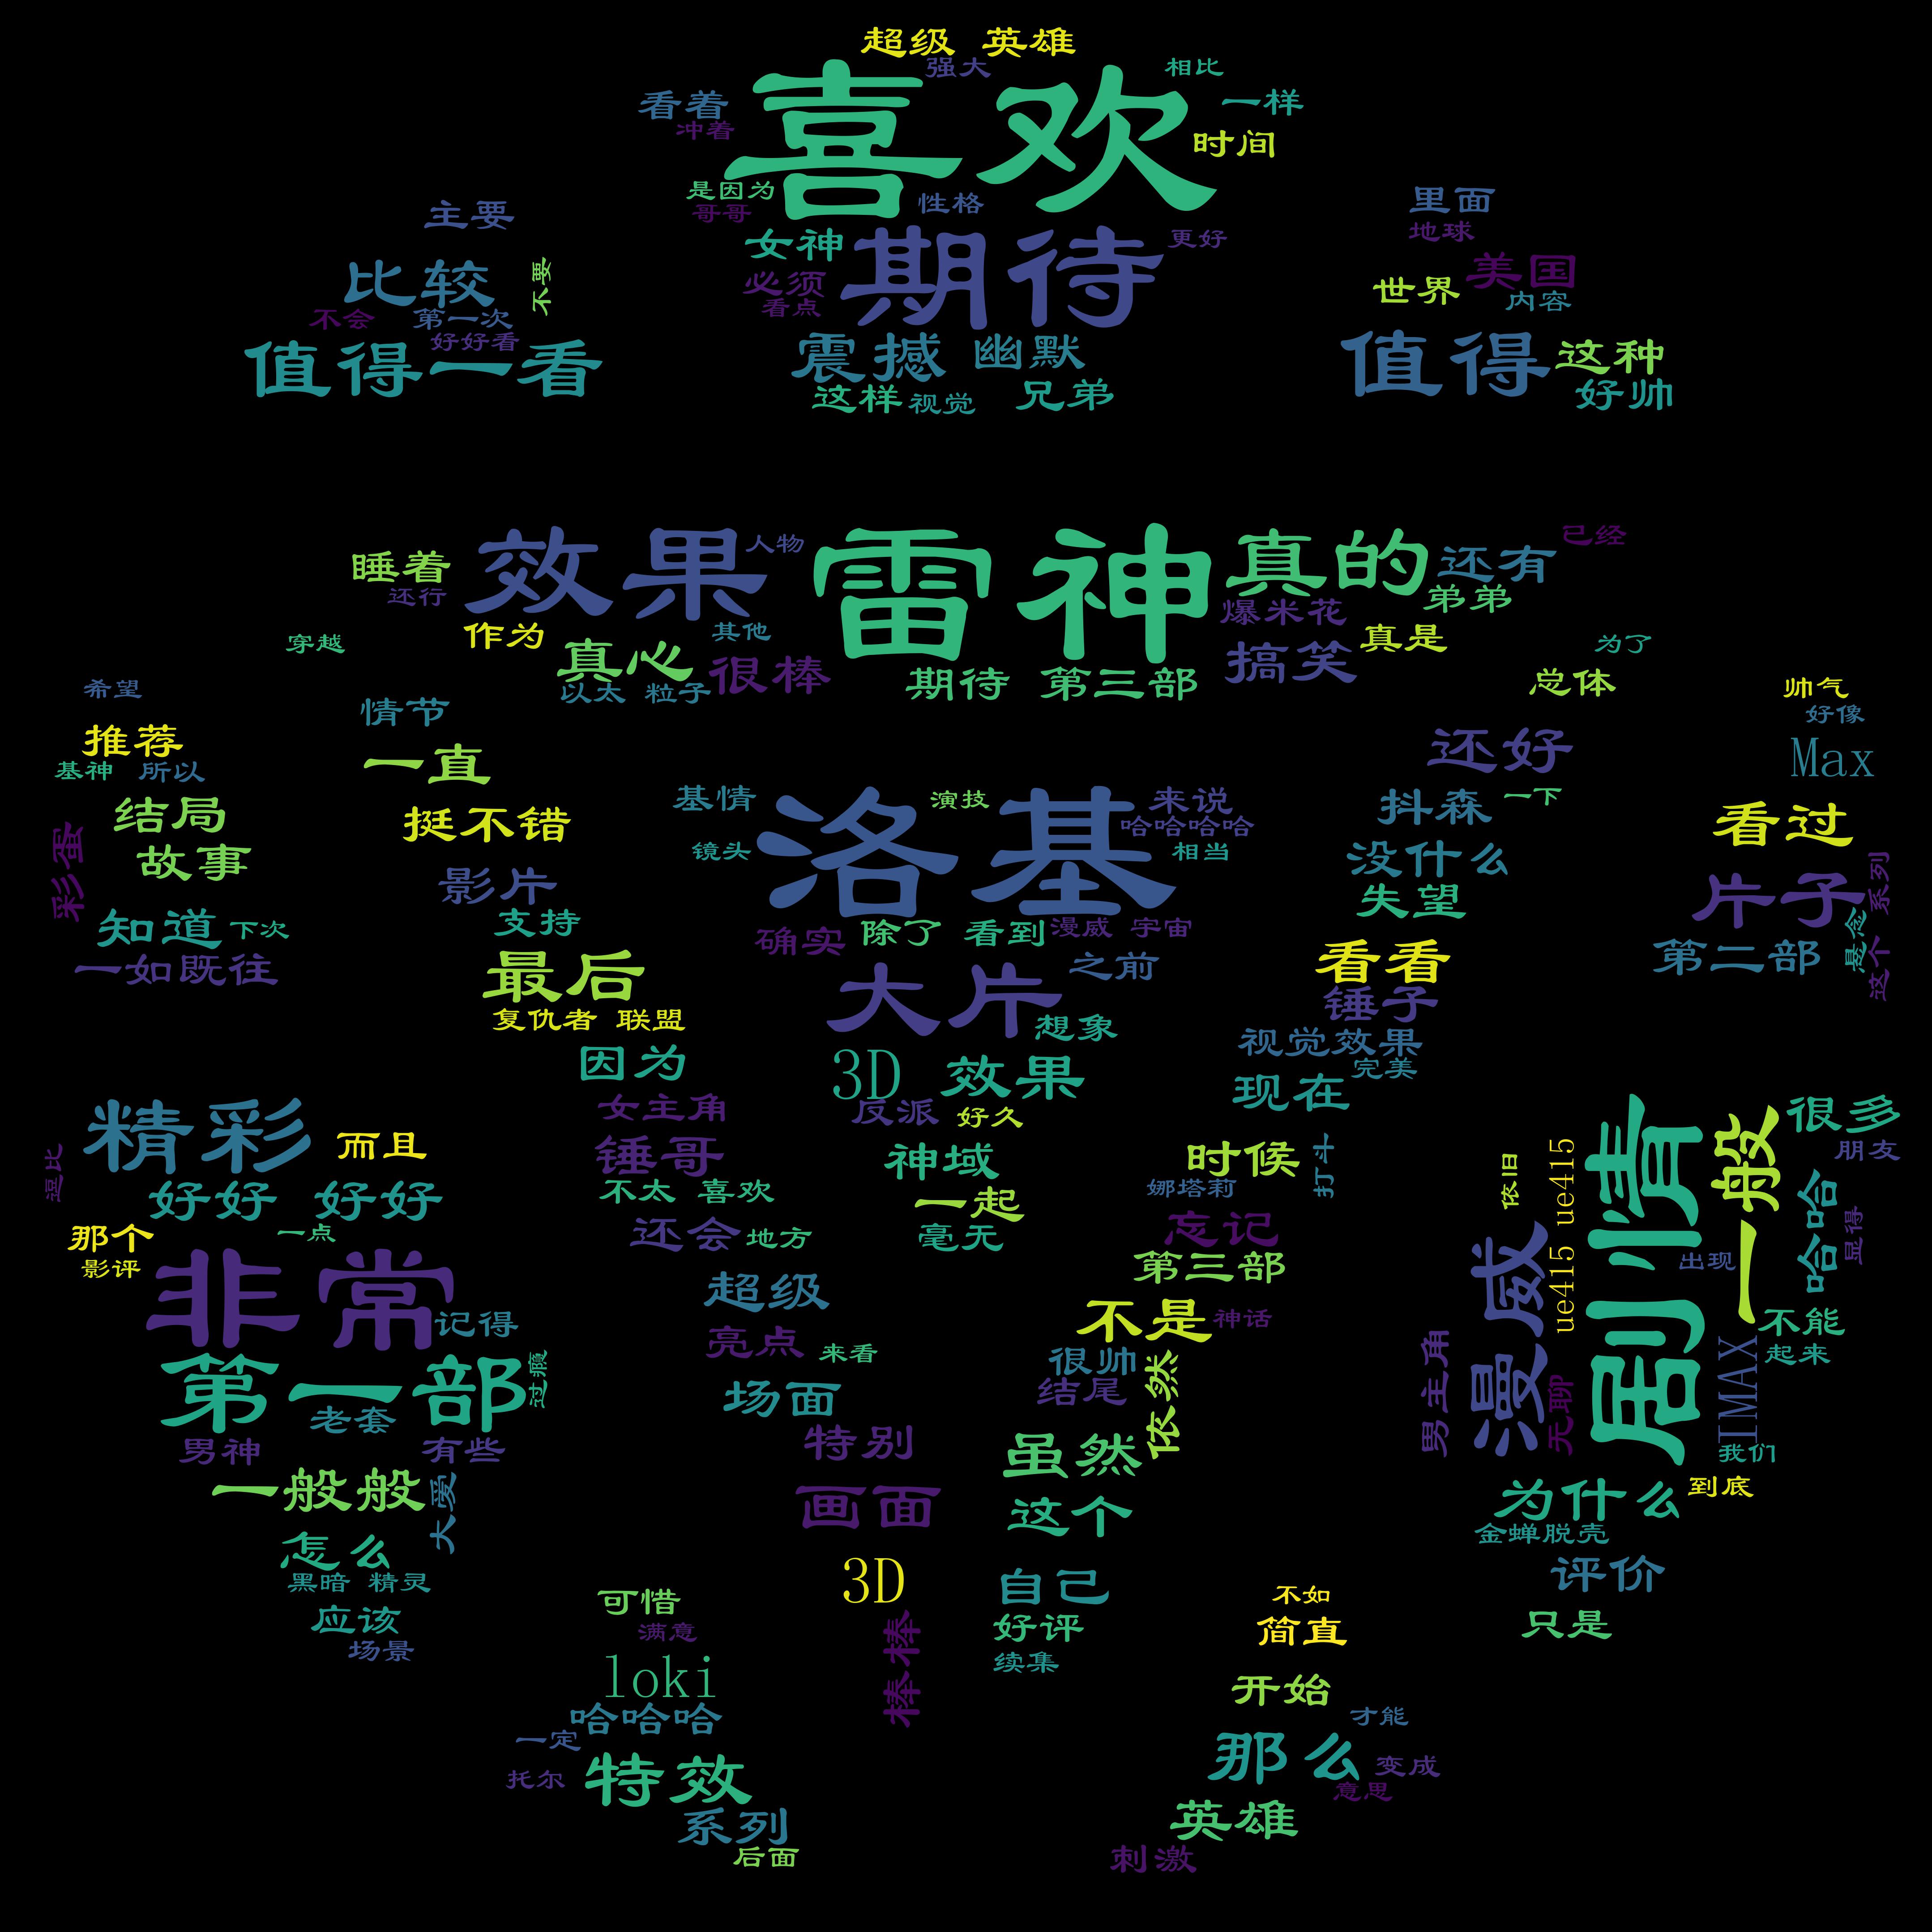 超级 英雄
强大
相比
看着
喜欢
一样
冲着
时间
是因为
性格
哥哥
女神
期待
更好
必须
看点
震撼
幽默
这样
视觉
兄弟
主要
比较
不要
不会
第一次
好好看
值得一看
里面
地球
美国
世界
内容
值得
这种
好帅
睡着
效果
人物
雷神
真的
还有
已经
还行
爆米花
弟弟
作为
其他
真是
穿越
真心
很棒
搞笑
为了
以太 粒子
期待 第三部
总体
希望
情节
帅气
好像
推荐
一直
还好
Max
基神
所以
结局
挺不错
基情
演技
来说
抖森
一下
看过
彩蛋
故事
镜头
洛基
哈哈哈哈
相当
没什么
影片
失望
片子
系列
知道
下次
支持
确实
除了
看到
漫威 宇宙
看看
第二部
悬念
一如既往
最后
大片
之前
锤子
这个
复仇者 联盟
想象
视觉效果
因为
3D 效果
完美
现在
精彩
而且
女主角
反派
好久
很多
逗比
锤哥
神域
时候
打斗
依旧
ue415 ue415
剧情
一般
朋友
好好 好好
不太 喜欢
娜塔莉
哈哈
显得
那个
一点
还会
地方
一起
毫无
忘记
漫威
出现
影评
非常
超级
第三部
记得
亮点
来看
不是
神话
男主角
无聊
IMAX
不能
起来
第一部
过瘾
场面
很帅
结尾
依然
老套
男神
有些
特别
虽然
我们
一般般
大爱
画面
这个
为什么
到底
怎么
金蝉脱壳
黑暗 精灵
3D
自己
评价
应该
可惜
不如
场景
满意
棒棒
好评
简直
只是
loki
续集
开始
哈哈哈
一定
才能
托尔
特效
那么
变成
意思
系列
英雄
后面
刺激